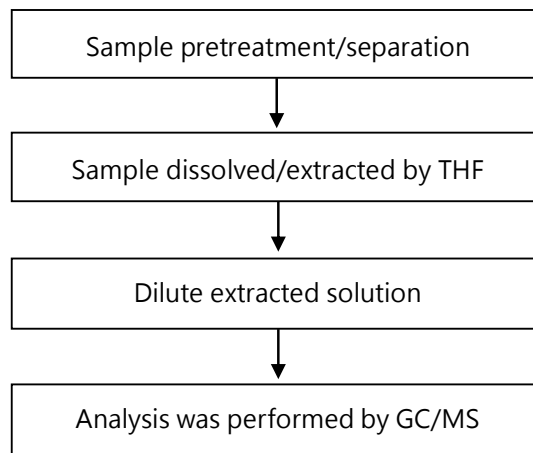 Sample pretreatment/separation
Sample dissolved/extracted by THF
Dilute extracted solution
Analysis was performed by GC/MS